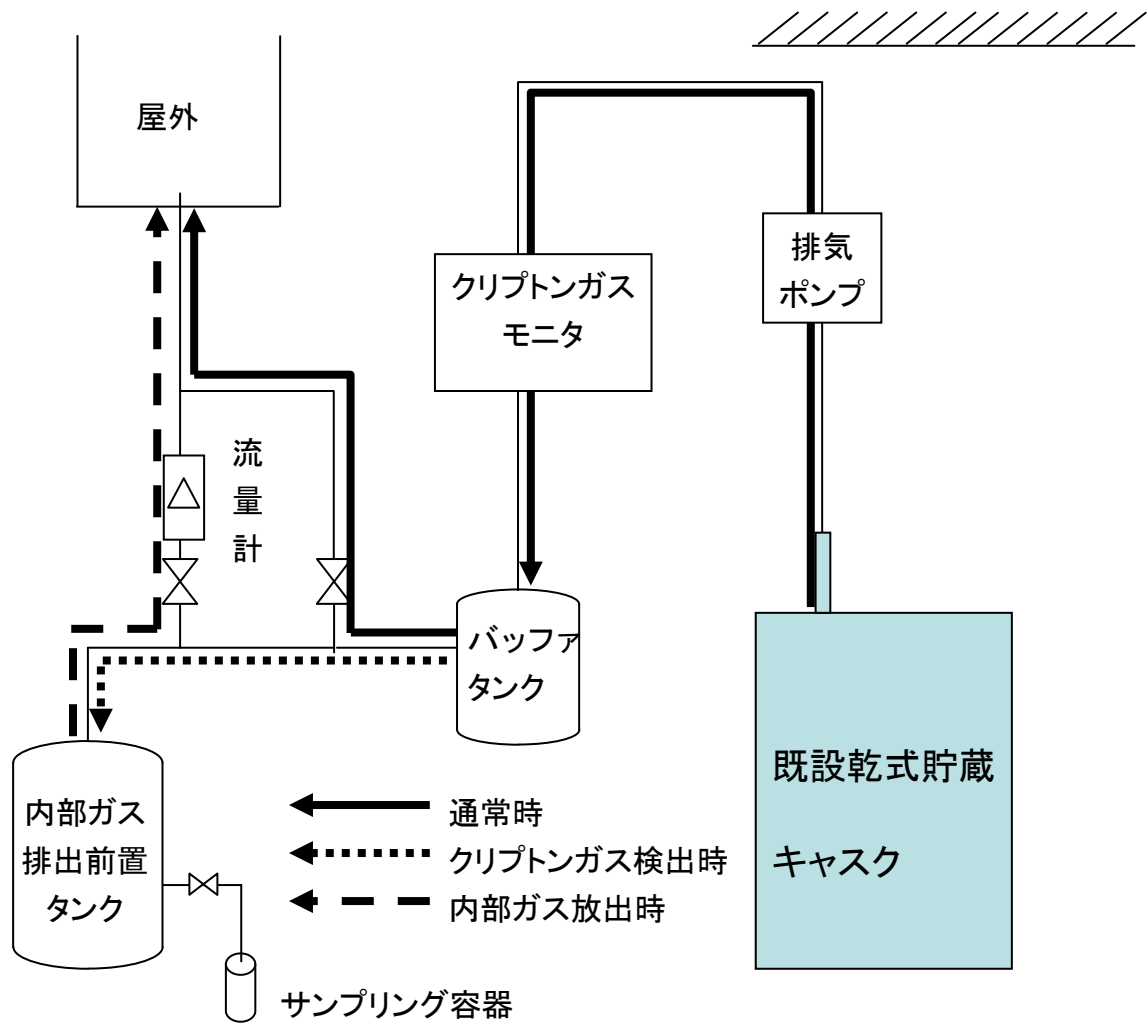 屋外
排気
ポンプ
クリプトンガス
モニタ
流
量
計
バッファ
タンク
内部ガス
排出前置
タンク
既設乾式貯蔵
キャスク
通常時
クリプトンガス検出時
内部ガス放出時
サンプリング容器